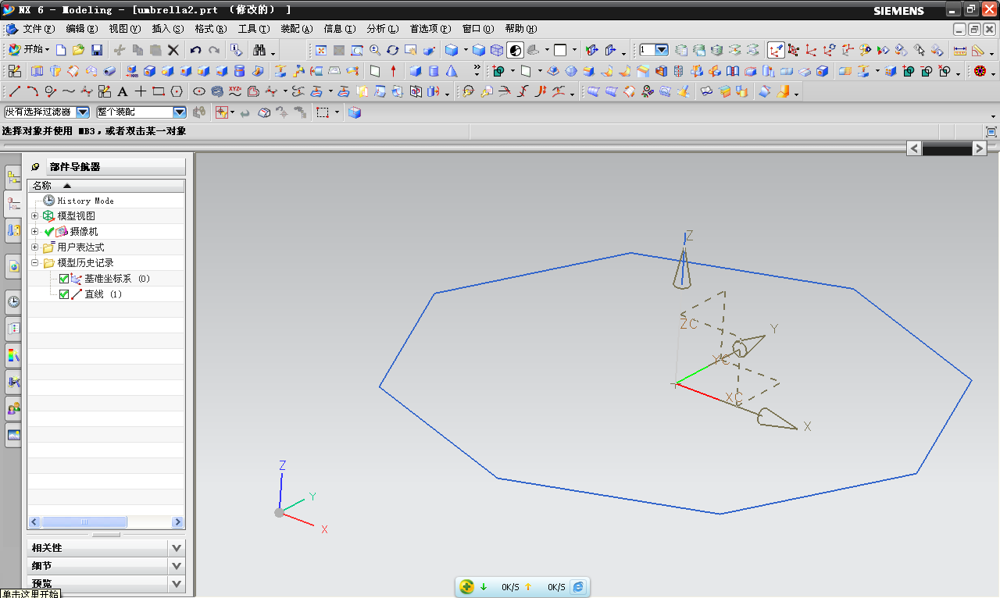 NX 6 - Modeling - [umbrella2.prt （修改的） ]
SIEMENS
文件(F) 编辑(E) 视图(V) 插入(S) 格式(R) 工具(T) 装配(A) 信息(I) 分析(L) 首选项(P) 窗口(O) 帮助(H)
开始
1
XYZ
没有选择过滤器 整个装配
选择对象并使用 MB3，或者双击某一对象
部件导航器
名称
History Mode
模型视图
摄像机
用户表达式
模型历史记录
基准坐标系 (0)
直线 (1)
Z
ZC
Y
YC
XC
X
Z
Y
X
相关性
细节
预览
单击这里开始
0K/S 0K/S